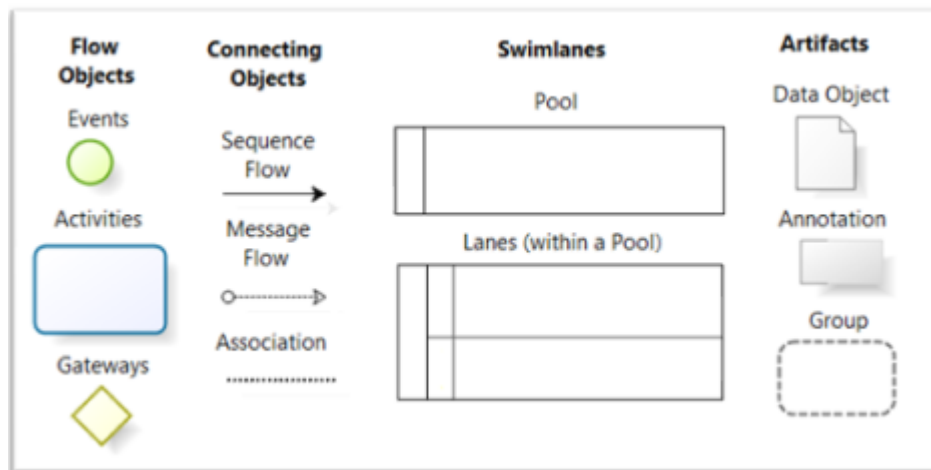 Flow
Objects
Events
Activities
Gateways
Connecting
Objects
Sequence
Flow
Message
Flow
Association
Swimlanes
Pool
Lanes (within a Pool)
Artifacts
Data Object
Annotation
Group